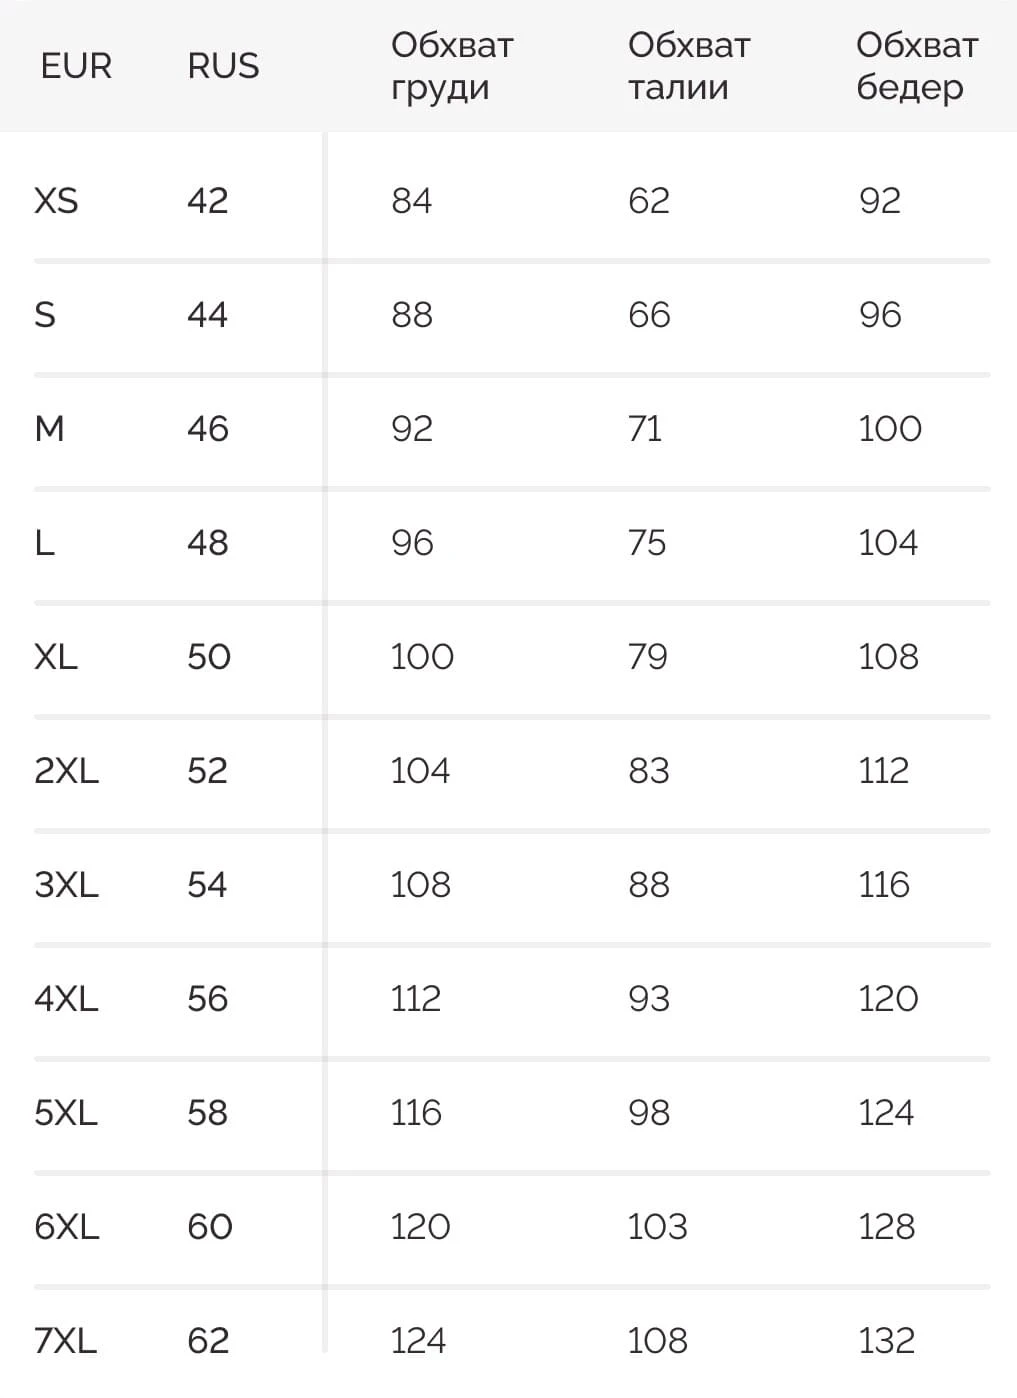 EUR RUS Обхват груди Обхват талии Обхват бедер
XS 42 84 62 92
S 44 88 66 96
M 46 92 71 100
L 48 96 75 104
XL 50 100 79 108
2XL 52 104 83 112
3XL 54 108 88 116
4XL 56 112 93 120
5XL 58 116 98 124
6XL 60 120 103 128
7XL 62 124 108 132